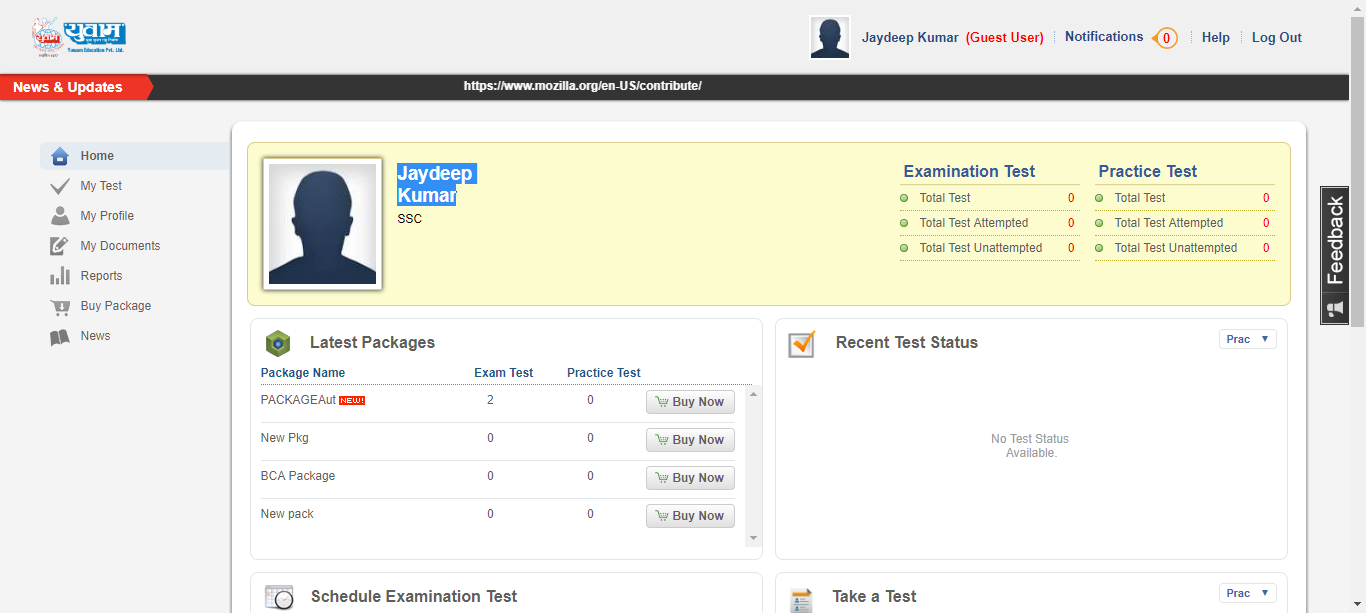 युवाम
Yuwaam Education Pvt. Ltd.
Jaydeep Kumar (Guest User)
Notifications
0
Help
Log Out
News & Updates
https://www.mozilla.org/en-US/contribute/
Home
My Test
My Profile
My Documents
Reports
Buy Package
News
Jaydeep
Kumar
SSC
Examination Test
Total Test 0
Total Test Attempted 0
Total Test Unattempted 0
Practice Test
Total Test 0
Total Test Attempted 0
Total Test Unattempted 0
Feedback
Latest Packages
Package Name Exam Test Practice Test
PACKAGEAut NEW! 2 0 Buy Now
New Pkg 0 0 Buy Now
BCA Package 0 0 Buy Now
New pack 0 0 Buy Now
Recent Test Status
Prac
No Test Status
Available.
Schedule Examination Test
Take a Test
Prac